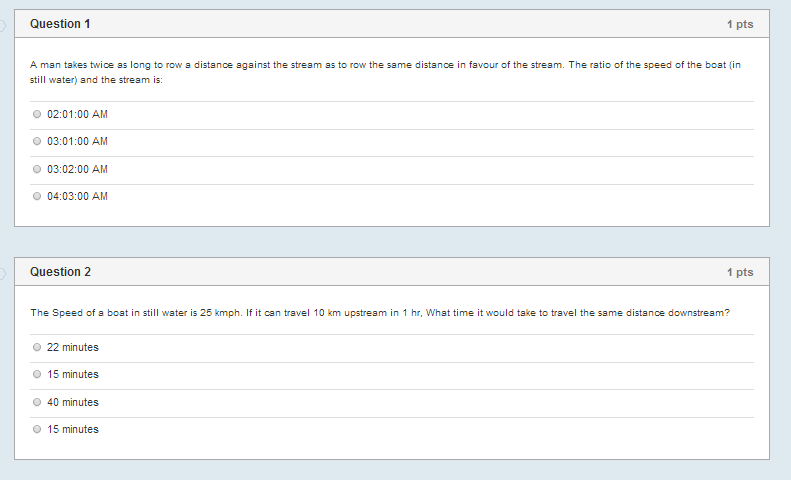 Question 1
1 pts
A man takes twice as long to row a distance against the stream as to row the same distance in favour of the stream. The ratio of the speed of the boat (in
still water) and the stream is:
02:01:00 AM
03:01:00 AM
03:02:00 AM
04:03:00 AM
Question 2
1 pts
The Speed of a boat in still water is 25 kmph. If it can travel 10 km upstream in 1 hr, What time it would take to travel the same distance downstream?
22 minutes
15 minutes
40 minutes
15 minutes